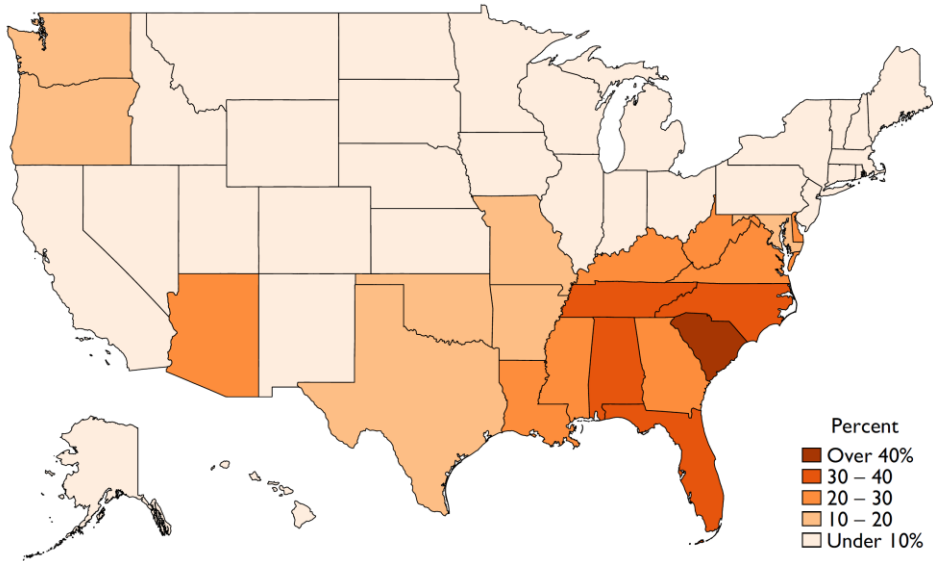 Percent
Over 40%
30 – 40
20 – 30
10 – 20
Under 10%